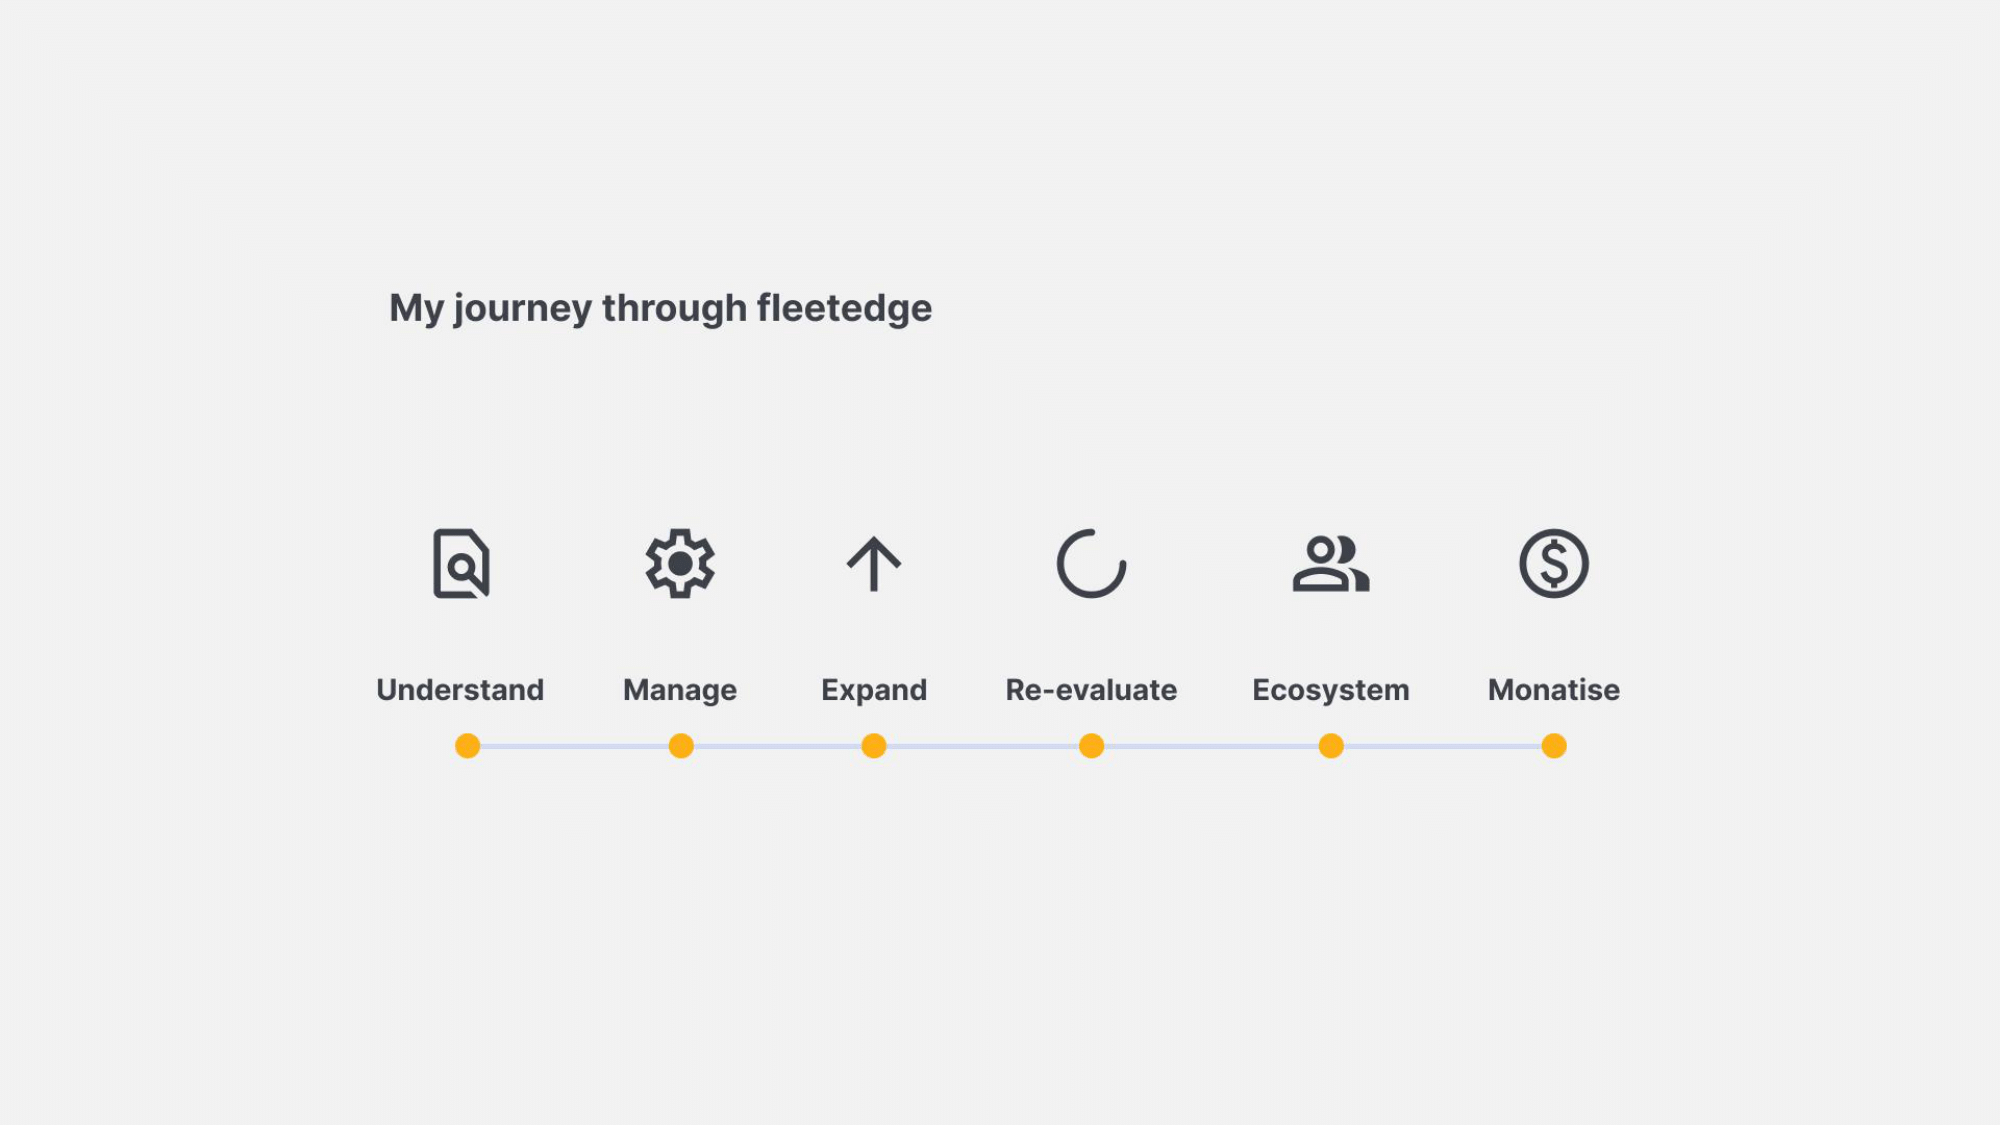 My journey through fleetedge
Understand Manage Expand Re-evaluate Ecosystem Monatise